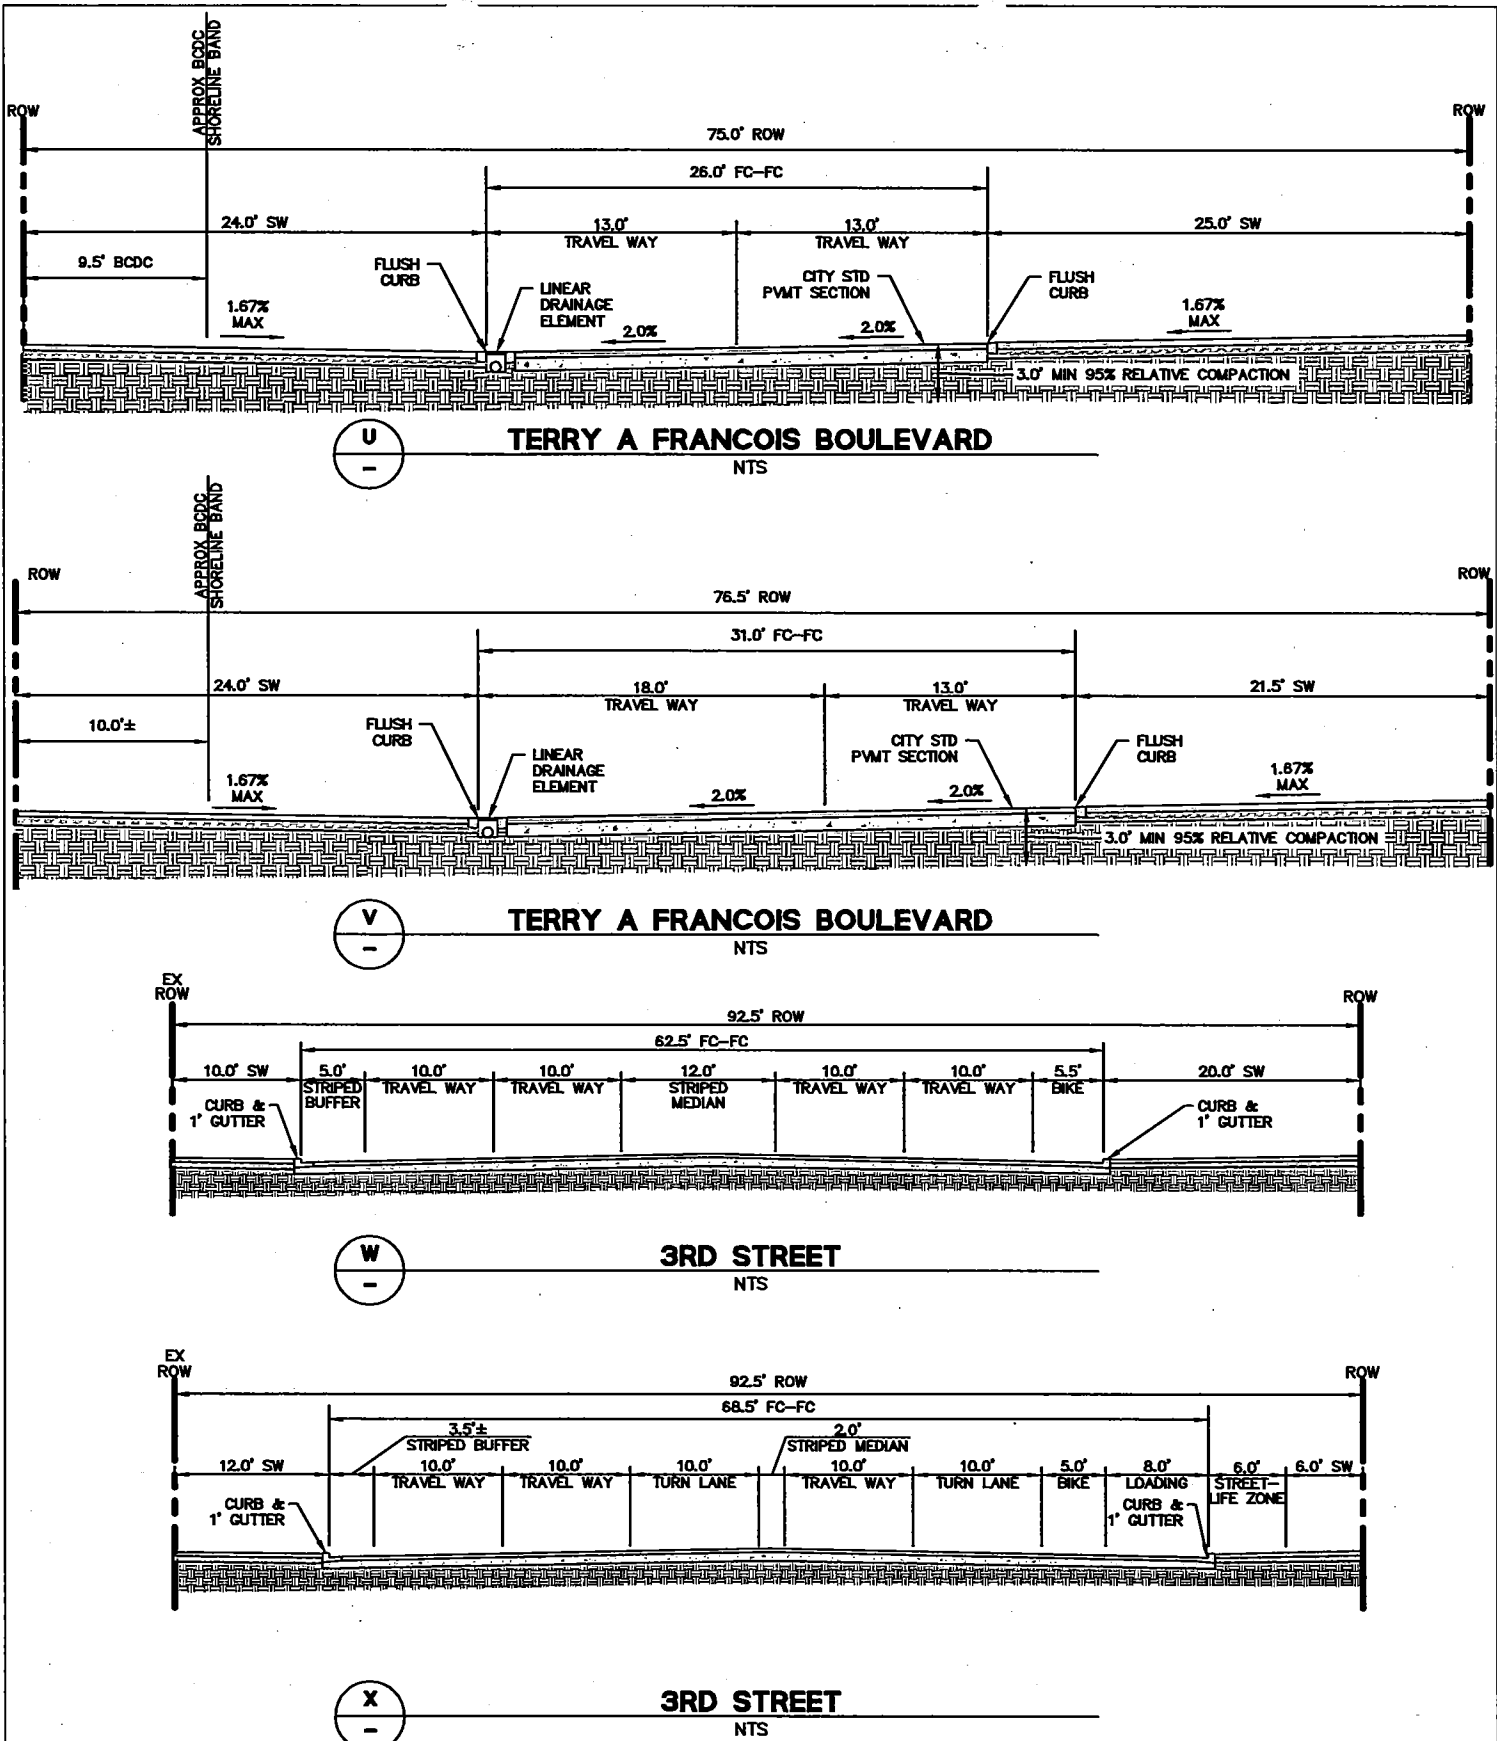 APPROX BCDC
SHORELINE BAND
ROW
ROW
75.0' ROW
26.0' FC-FC
24.0' SW
13.0'
TRAVEL WAY
13.0'
TRAVEL WAY
25.0' SW
9.5' BCDC
FLUSH
CURB
LINEAR
DRAINAGE
ELEMENT
CITY STD
PVMT SECTION
FLUSH
CURB
1.67%
MAX
2.0%
2.0%
1.67%
MAX
3.0' MIN 95% RELATIVE COMPACTION
U
-
TERRY A FRANCOIS BOULEVARD
NTS
APPROX BCDC
SHORELINE BAND
ROW
ROW
76.5' ROW
31.0' FC-FC
24.0' SW
18.0'
TRAVEL WAY
13.0'
TRAVEL WAY
21.5' SW
10.0'±
FLUSH
CURB
LINEAR
DRAINAGE
ELEMENT
CITY STD
PVMT SECTION
FLUSH
CURB
1.67%
MAX
2.0%
2.0%
1.67%
MAX
3.0' MIN 95% RELATIVE COMPACTION
V
-
TERRY A FRANCOIS BOULEVARD
NTS
EX
ROW
ROW
92.5' ROW
62.5' FC-FC
10.0' SW
5.0'
STRIPED
BUFFER
10.0'
TRAVEL WAY
10.0'
TRAVEL WAY
12.0'
STRIPED
MEDIAN
10.0'
TRAVEL WAY
10.0'
TRAVEL WAY
5.5'
BIKE
20.0' SW
CURB &
1' GUTTER
CURB &
1' GUTTER
W
-
3RD STREET
NTS
EX
ROW
ROW
92.5' ROW
68.5' FC-FC
3.5'±
STRIPED BUFFER
2.0'
STRIPED MEDIAN
12.0' SW
10.0'
TRAVEL WAY
10.0'
TRAVEL WAY
10.0'
TURN LANE
10.0'
TRAVEL WAY
10.0'
TURN LANE
5.0'
BIKE
8.0'
LOADING
6.0'
STREET-
LIFE ZONE
6.0' SW
CURB &
1' GUTTER
CURB &
1' GUTTER
X
-
3RD STREET
NTS